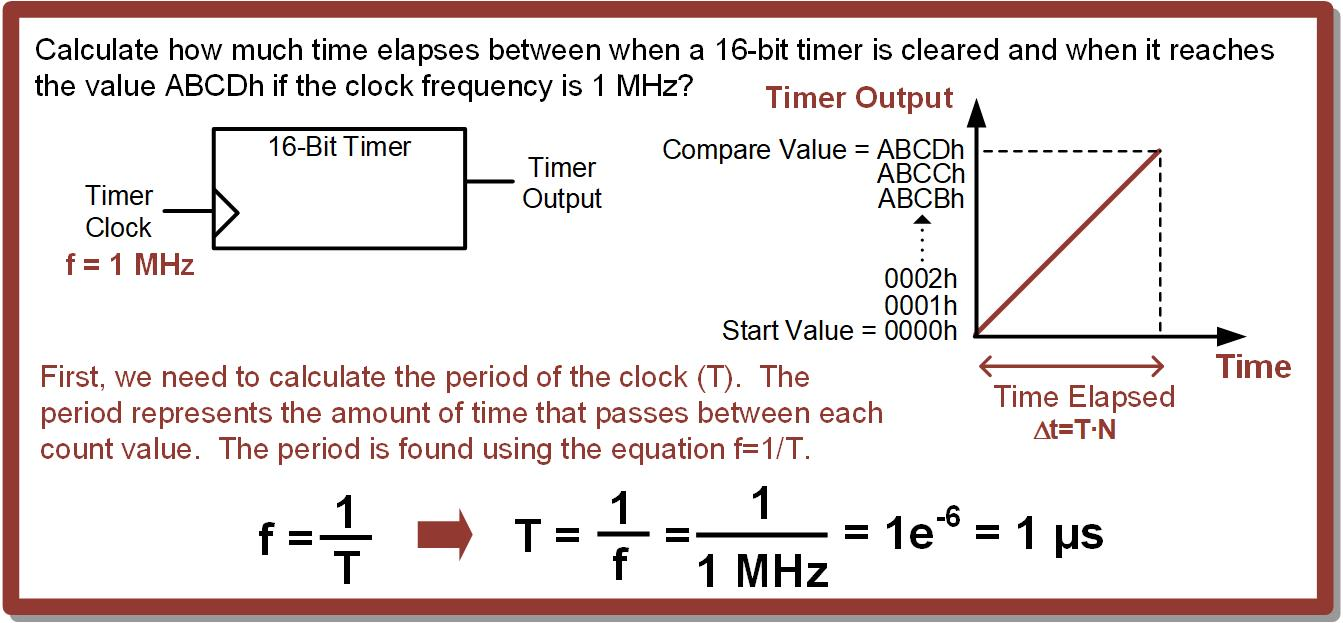 Calculate how much time elapses between when a 16-bit timer is cleared and when it reaches
the value ABCDh if the clock frequency is 1 MHz?
16-Bit Timer
Timer
Clock
f = 1 MHz
Timer
Output
Timer Output
Compare Value = ABCDh
ABCCh
ABCBh
0002h
0001h
Start Value = 0000h
Time
Time Elapsed
Δt=T·N
First, we need to calculate the period of the clock (T).  The
period represents the amount of time that passes between each
count value.  The period is found using the equation f=1/T.
f = 1/T T = 1/f = 1/1 MHz = 1e⁻⁶ = 1 µs